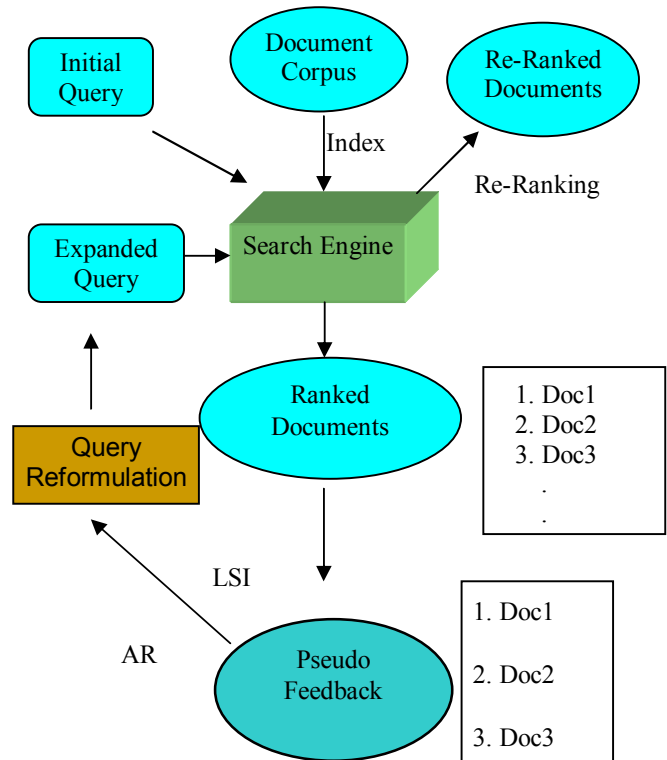 Initial
Query
Document
Corpus
Re-Ranked
Documents
Index
Re-Ranking
Expanded
Query
Search Engine
Ranked
Documents
1. Doc1
2. Doc2
3. Doc3
.
.
Query
Reformulation
LSI
AR
Pseudo
Feedback
1. Doc1
2. Doc2
3. Doc3